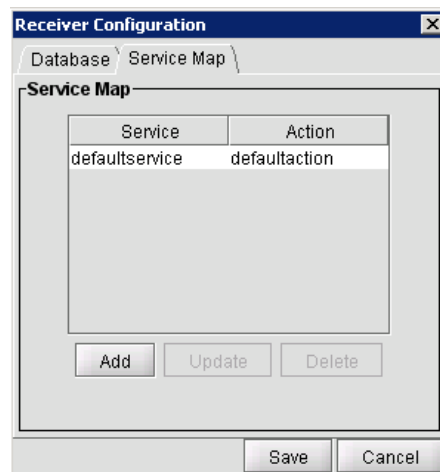 Receiver Configuration
Database Service Map
Service Map
Service Action
defaultservice defaultaction
Add Update Delete
Save Cancel